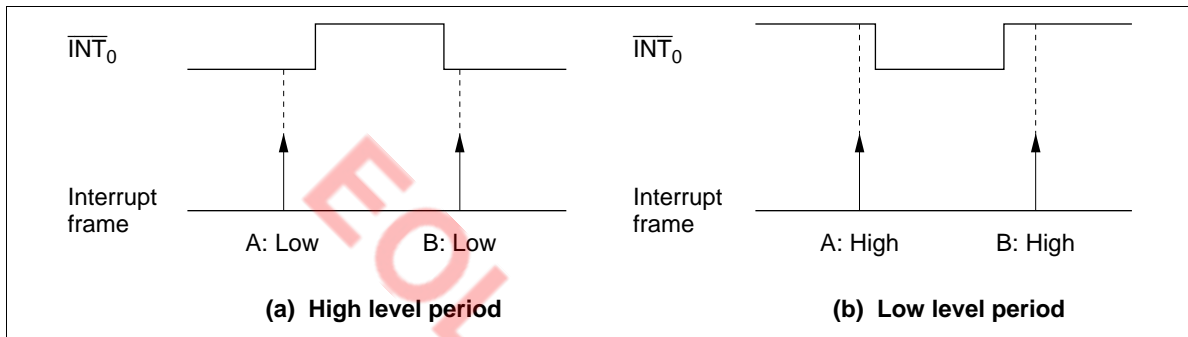 INT0
Interrupt
frame
A: Low
B: Low
(a) High level period
INT0
Interrupt
frame
A: High
B: High
(b) Low level period
EOL